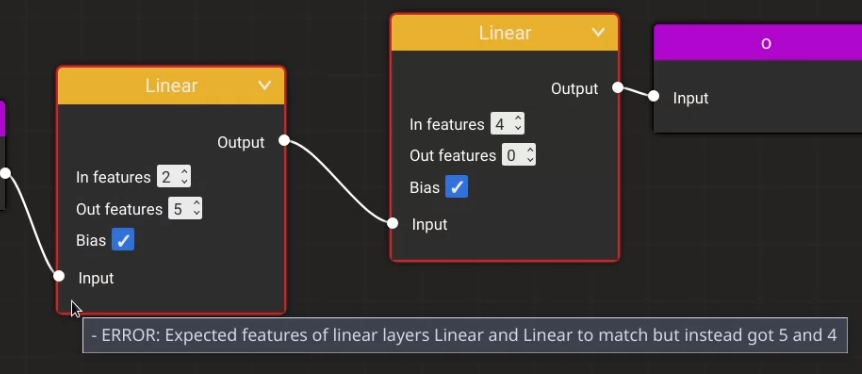 Linear
Output
In features 2
Out features 5
Bias
Input
Linear
Output
In features 4
Out features 0
Bias
Input
o
Input
- ERROR: Expected features of linear layers Linear and Linear to match but instead got 5 and 4